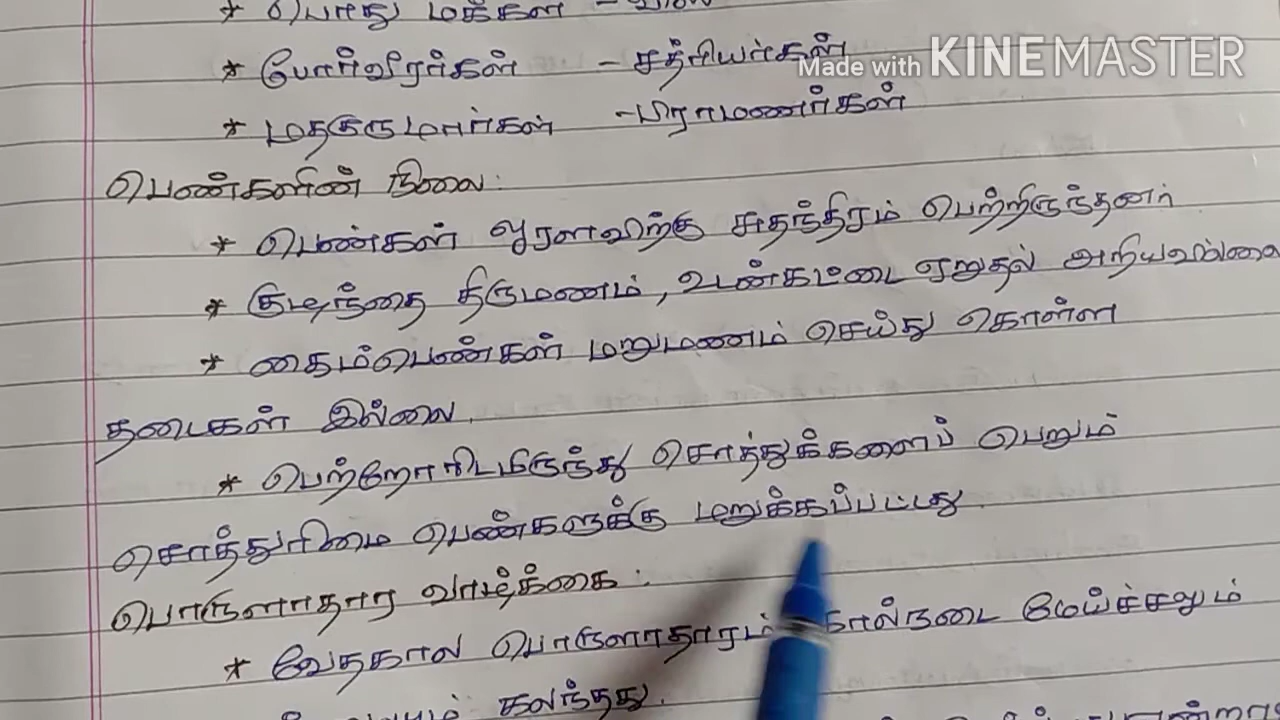 * பொது மக்கள் -
* போர்வீரர்கள் - சத்ரியர்கள்
Made with KINEMASTER
* மதகுருமார்கள் - பிராமணர்கள்
பெண்களின் நிலை:
* பெண்கள் ஓரளவிற்கு சுதந்திரம் பெற்றிருந்தனர்
* குழந்தை திருமணம், உடன்கட்டை ஏறுதல் அறியவில்லை
* கைம்பெண்கள் மறுமணம் செய்து கொள்ள
தடைகள் இல்லை.
* பெற்றோரிடமிருந்து சொத்துக்களைப் பெறும்
சொத்துரிமை பெண்களுக்கு மறுக்கப்பட்டது.
பொருளாதார வாழ்க்கை:
* வேதகால பொருளாதாரம் கால்நடை மேய்ச்சலும்
கலந்தது.